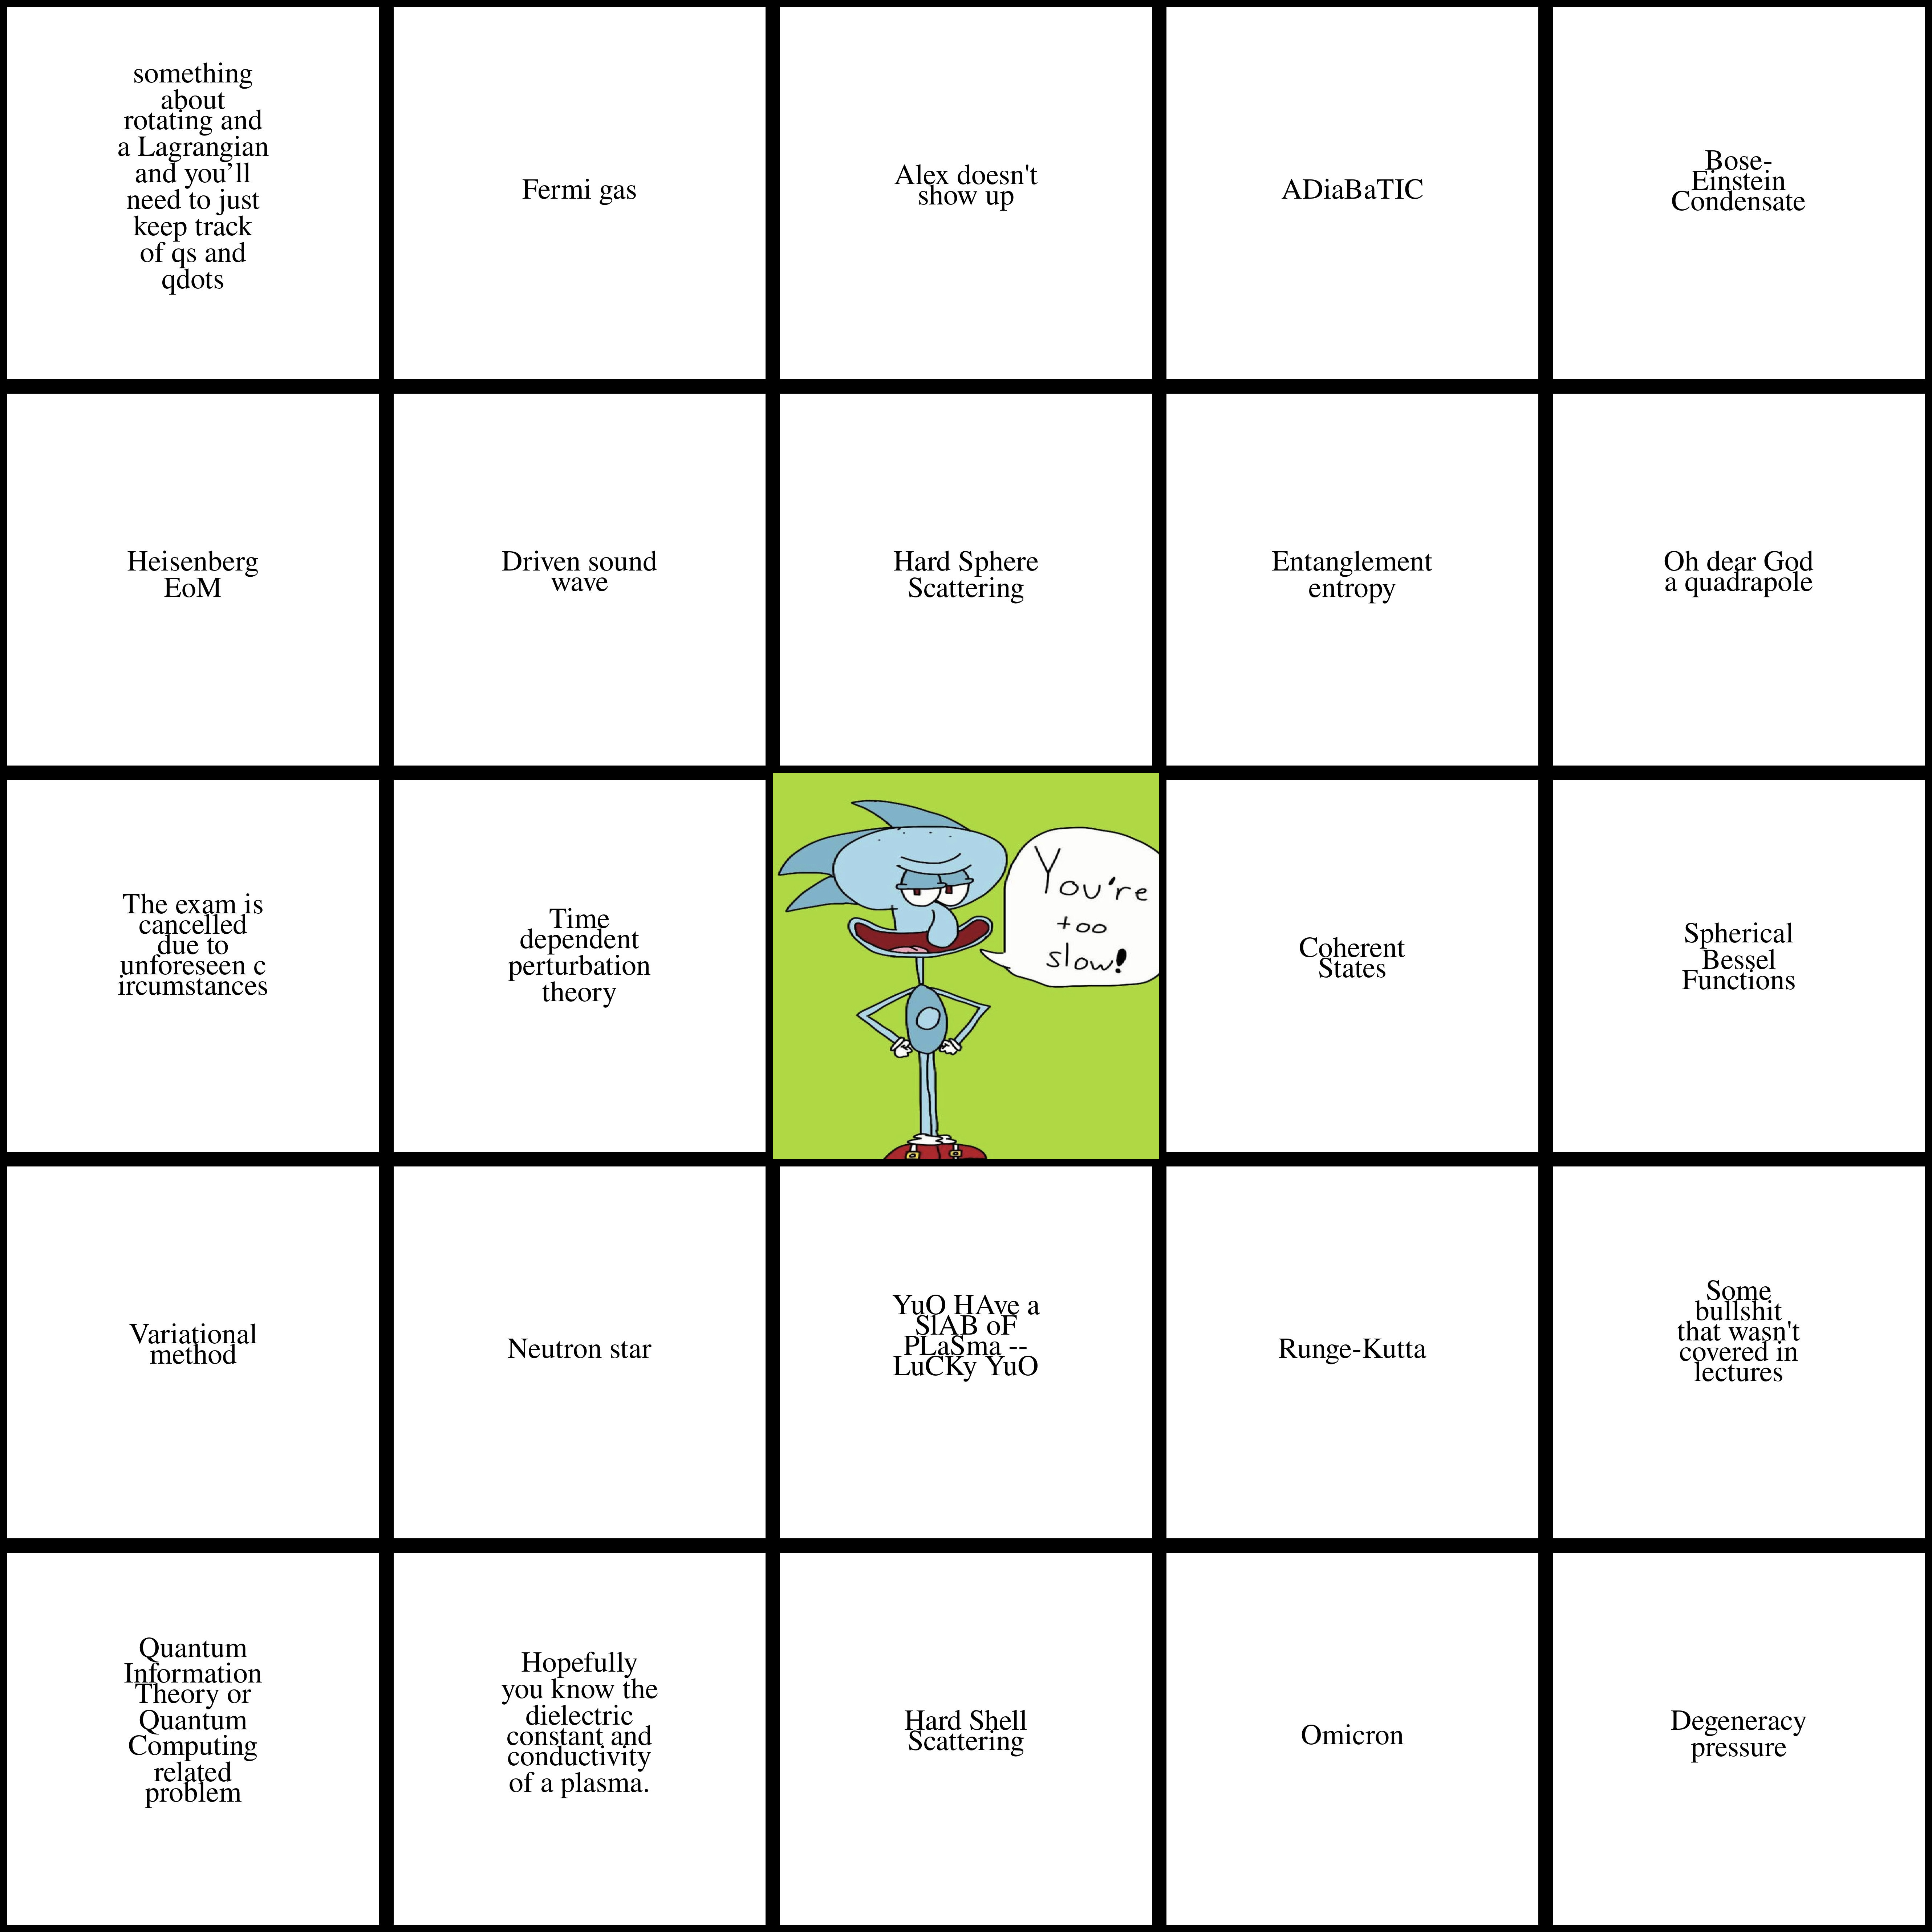 something
about
rotating and
a Lagrangian
and you’ll
need to just
keep track
of qs and
qdots
Fermi gas
Alex doesn't
show up
ADiaBaTIC
Bose-
Einstein
Condensate
Heisenberg
EoM
Driven sound
wave
Hard Sphere
Scattering
Entanglement
entropy
Oh dear God
a quadrapole
The exam is
cancelled
due to
unforeseen c
ircumstances
Time
dependent
perturbation
theory
You're
too
slow!
Coherent
States
Spherical
Bessel
Functions
Variational
method
Neutron star
YuO HAve a
SlAB oF
PLaSma --
LuCKy YuO
Runge-Kutta
Some
bullshit
that wasn't
covered in
lectures
Quantum
Information
Theory or
Quantum
Computing
related
problem
Hopefully
you know the
dielectric
constant and
conductivity
of a plasma.
Hard Shell
Scattering
Omicron
Degeneracy
pressure